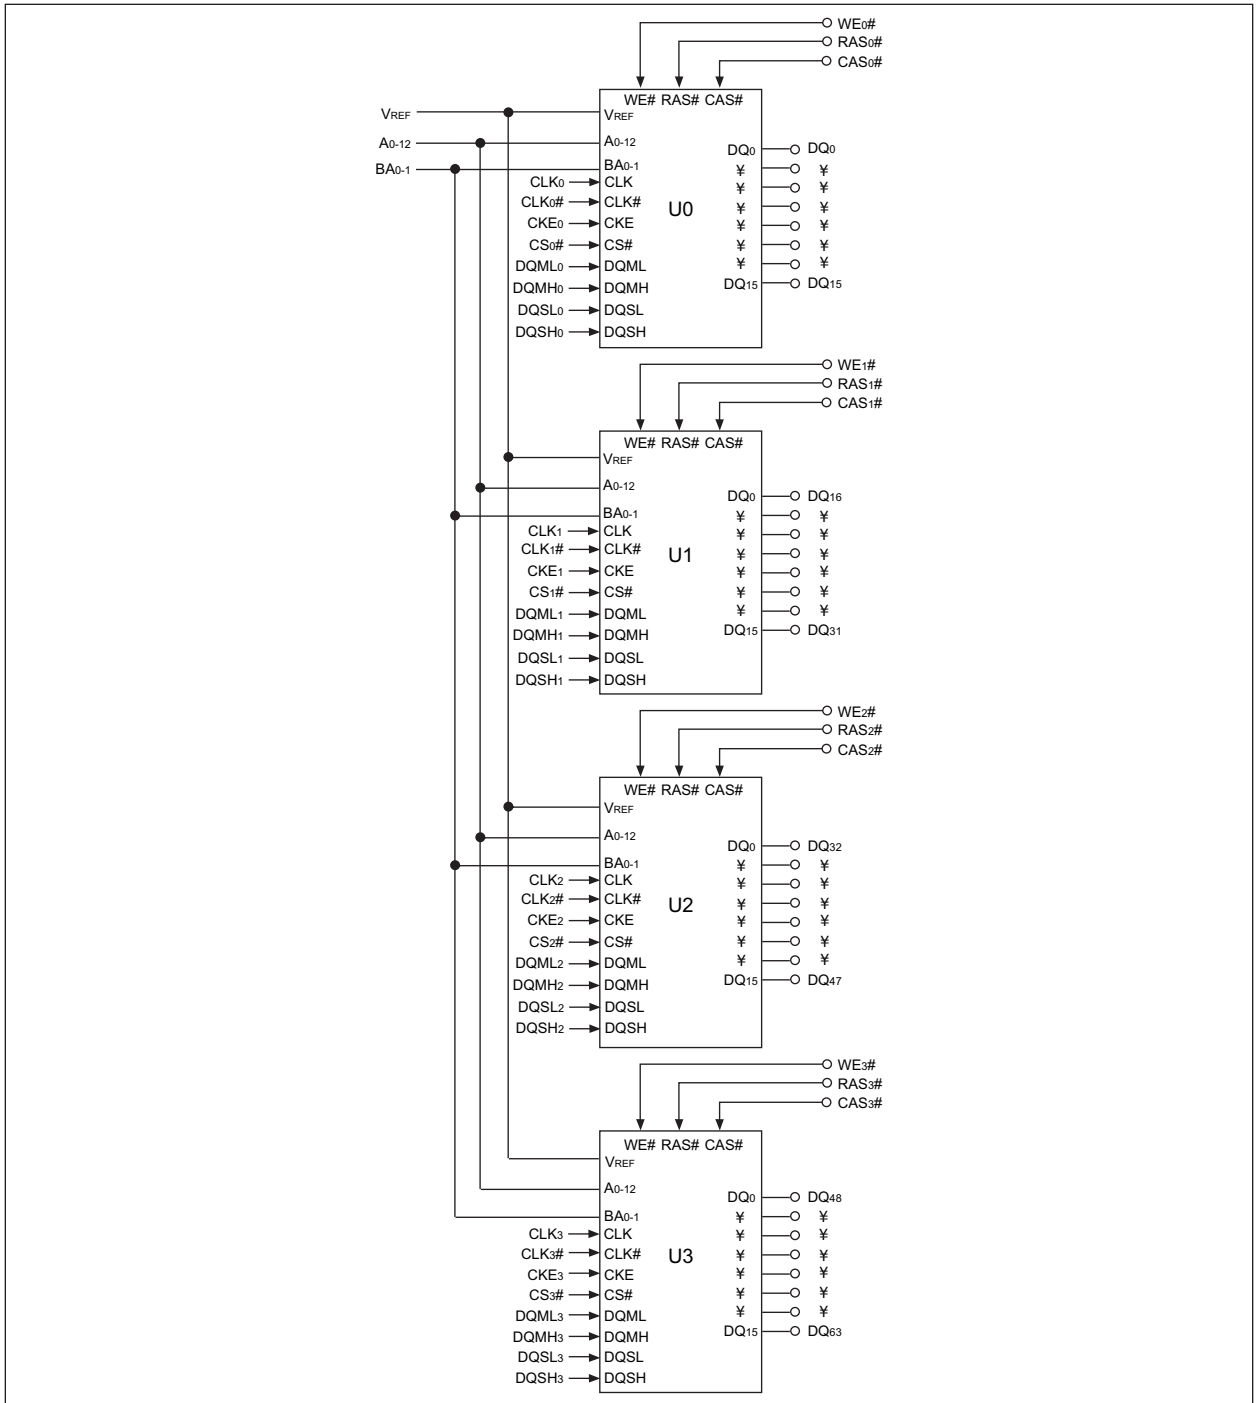 WE0#
RAS0#
CAS0#
WE# RAS# CAS#
VREF VREF
A0-12 A0-12
DQ0 DQ0
BA0-1 BA0-1
¥ ¥
CLK0 CLK
¥ ¥
CLK0# CLK# U0 ¥ ¥
CKE0 CKE ¥ ¥
CS0# CS# ¥ ¥
DQML0 DQML ¥ ¥
DQMH0 DQMH DQ15 DQ15
DQSL0 DQSL
DQSH0 DQSH
WE1#
RAS1#
CAS1#
WE# RAS# CAS#
VREF
A0-12
DQ0 DQ16
BA0-1 ¥ ¥
CLK1 CLK ¥ ¥
CLK1# CLK# U1 ¥ ¥
CKE1 CKE ¥ ¥
CS1# CS# ¥ ¥
DQML1 DQML ¥ ¥
DQMH1 DQMH DQ15 DQ31
DQSL1 DQSL
DQSH1 DQSH
WE2#
RAS2#
CAS2#
WE# RAS# CAS#
VREF
A0-12
DQ0 DQ32
BA0-1 ¥ ¥
CLK2 CLK ¥ ¥
CLK2# CLK# U2 ¥ ¥
CKE2 CKE ¥ ¥
CS2# CS# ¥ ¥
DQML2 DQML ¥ ¥
DQMH2 DQMH DQ15 DQ47
DQSL2 DQSL
DQSH2 DQSH
WE3#
RAS3#
CAS3#
WE# RAS# CAS#
VREF
A0-12
DQ0 DQ48
BA0-1 ¥ ¥
CLK3 CLK ¥ ¥
CLK3# CLK# U3 ¥ ¥
CKE3 CKE ¥ ¥
CS3# CS# ¥ ¥
DQML3 DQML ¥ ¥
DQMH3 DQMH DQ15 DQ63
DQSL3 DQSL
DQSH3 DQSH